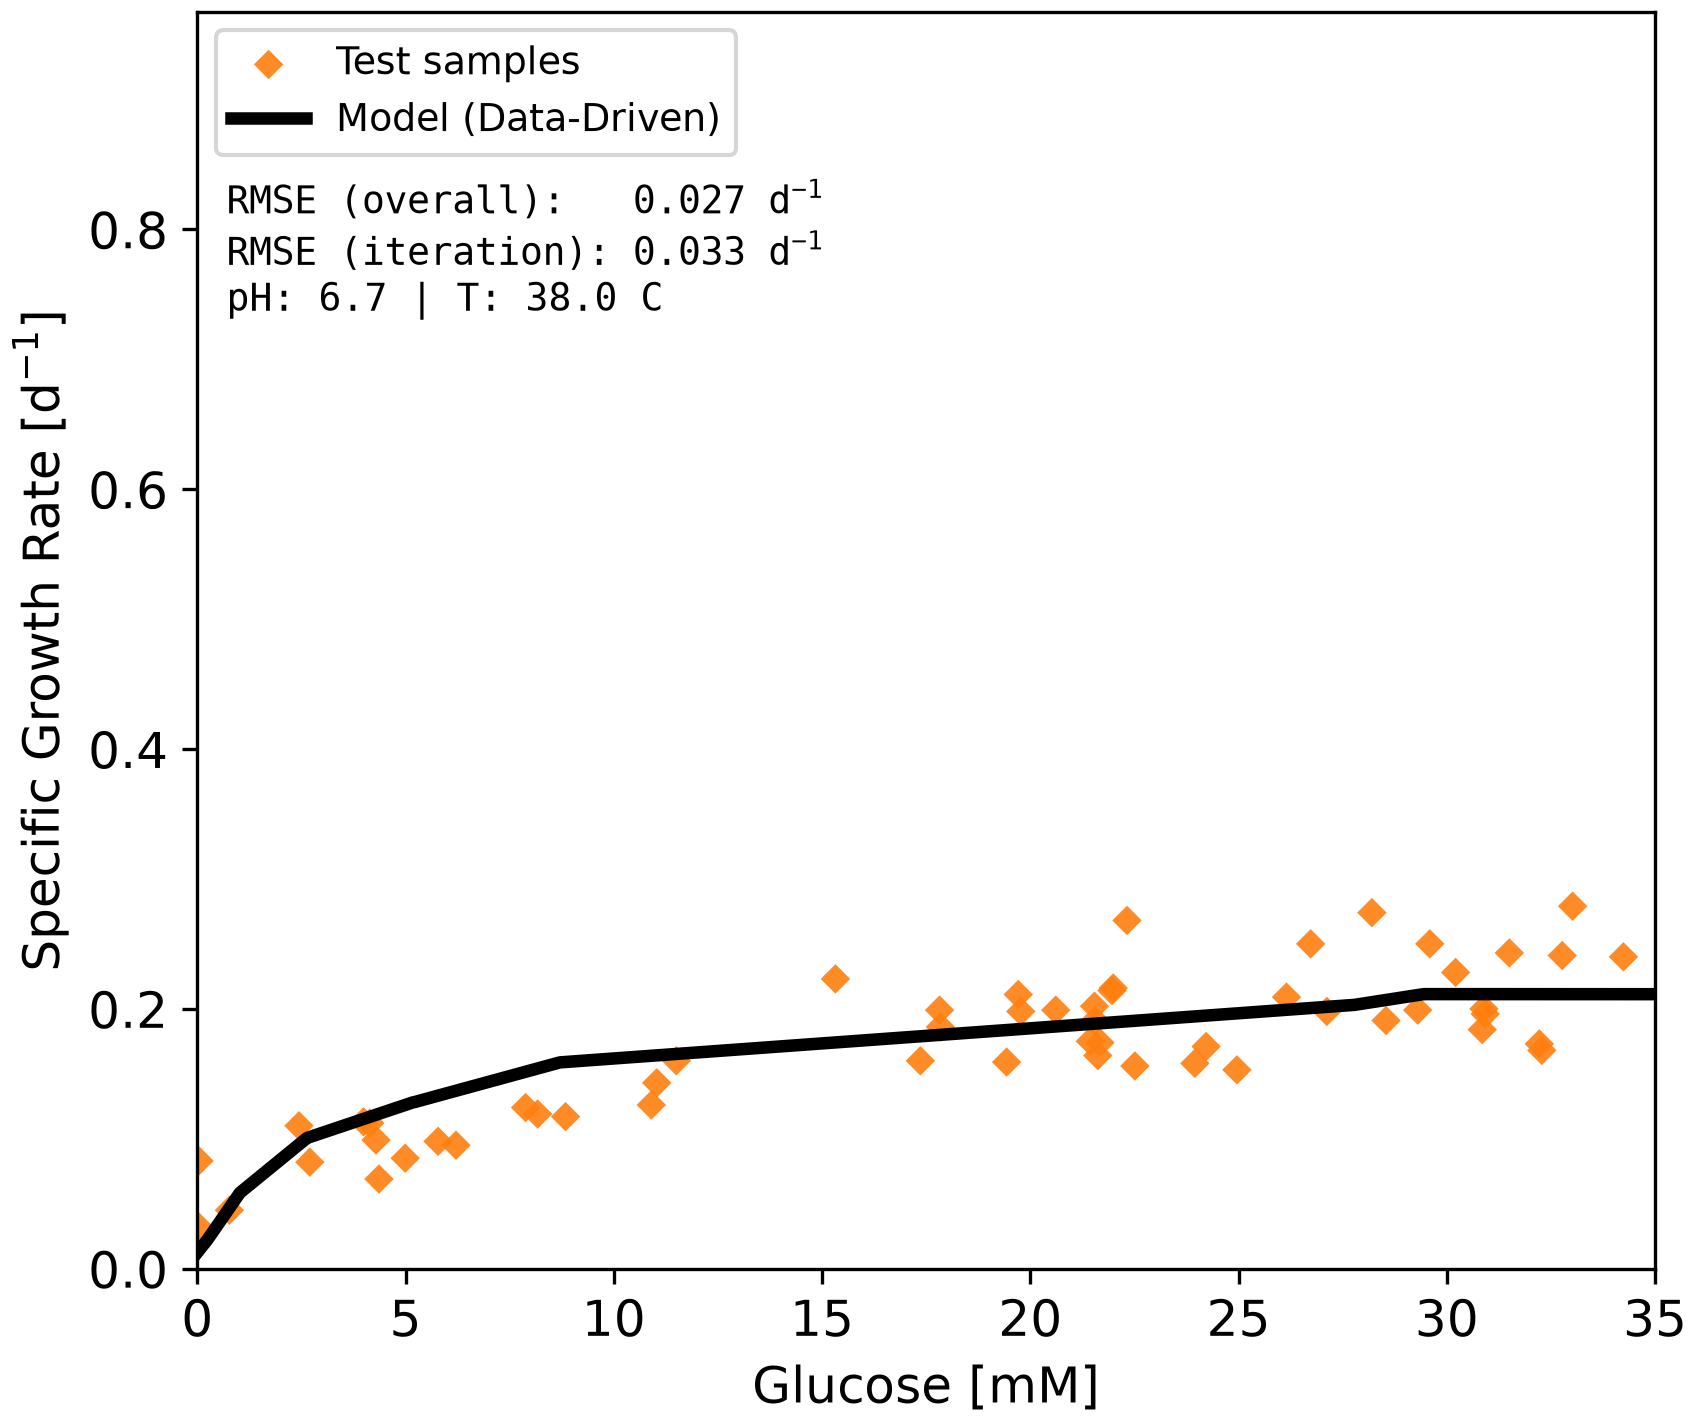 Test samples
Model (Data-Driven)
RMSE (overall):   0.027 d⁻¹
RMSE (iteration): 0.033 d⁻¹
pH: 6.7 | T: 38.0 C
Specific Growth Rate [d⁻¹]
0.8
0.6
0.4
0.2
0.0
0 5 10 15 20 25 30 35
Glucose [mM]